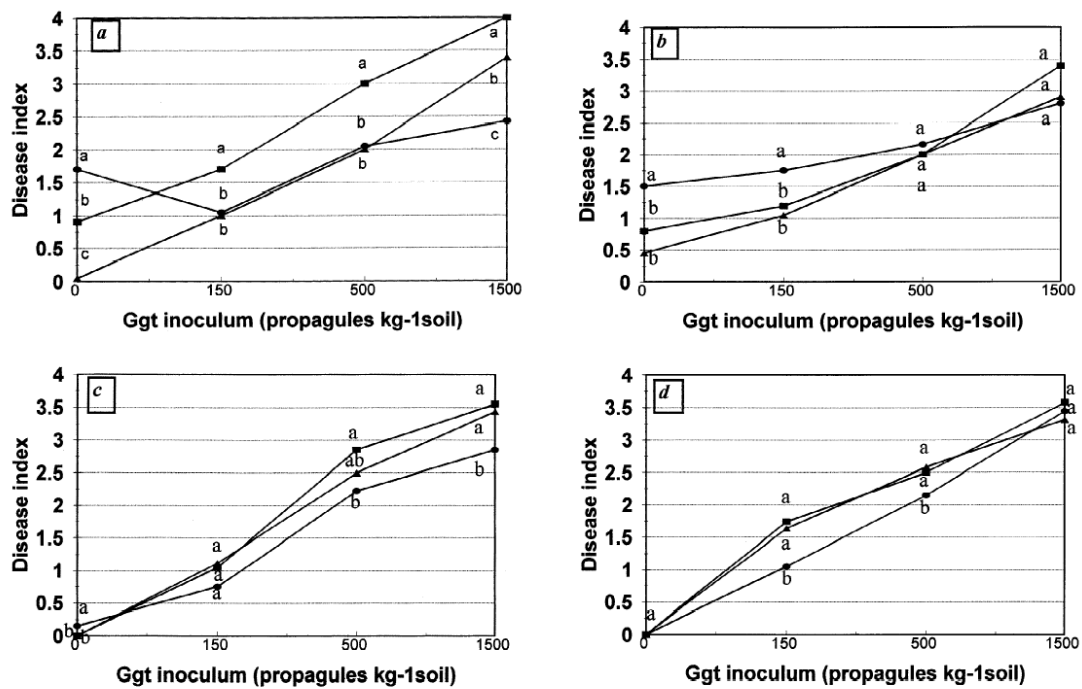 a
4
3.5
3
2.5
2
1.5
1
0.5
0
Disease index
a
b
c
a
b
b
a
b
b
a
b
c
0 150 500 1500
Ggt inoculum (propagules kg-1soil)
b
4
3.5
3
2.5
2
1.5
1
0.5
0
Disease index
a
b
b
a
b
b
a
a
a
a
a
a
0 150 500 1500
Ggt inoculum (propagules kg-1soil)
c
4
3.5
3
2.5
2
1.5
1
0.5
0
Disease index
a
b b
a
a
a
a
ab
b
a
a
b
0 150 500 1500
Ggt inoculum (propagules kg-1soil)
d
4
3.5
3
2.5
2
1.5
1
0.5
0
Disease index
a
a
a
b
a
a
b
a
a
a
0 150 500 1500
Ggt inoculum (propagules kg-1soil)